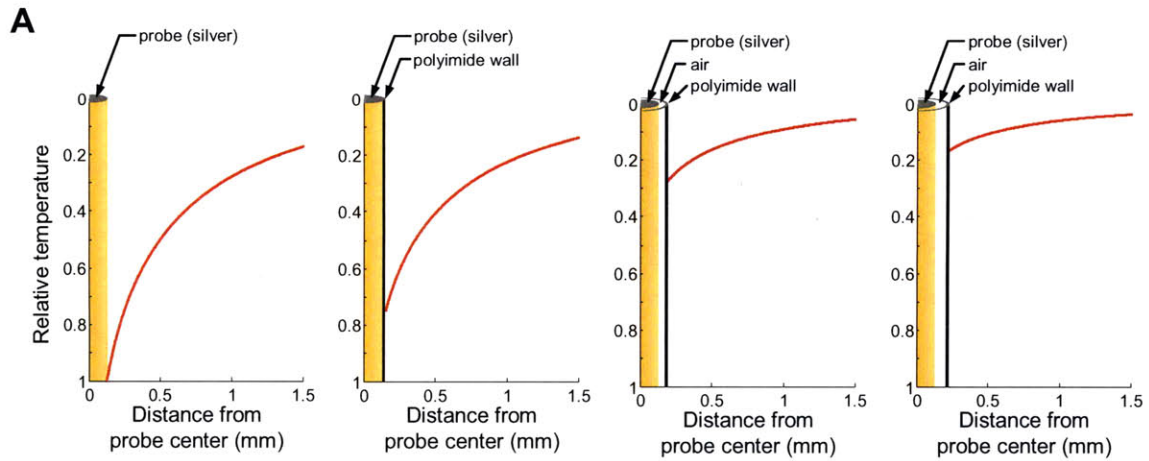 A
probe (silver)
0
0.2
0.4
0.6
0.8
1
Relative temperature
0
0.5
1
1.5
Distance from
probe center (mm)
probe (silver)
polyimide wall
0
0.2
0.4
0.6
0.8
1
0
0.5
1
1.5
Distance from
probe center (mm)
probe (silver)
air
polyimide wall
0
0.2
0.4
0.6
0.8
1
0
0.5
1
1.5
Distance from
probe center (mm)
probe (silver)
air
polyimide wall
0
0.2
0.4
0.6
0.8
1
0
0.5
1
1.5
Distance from
probe center (mm)